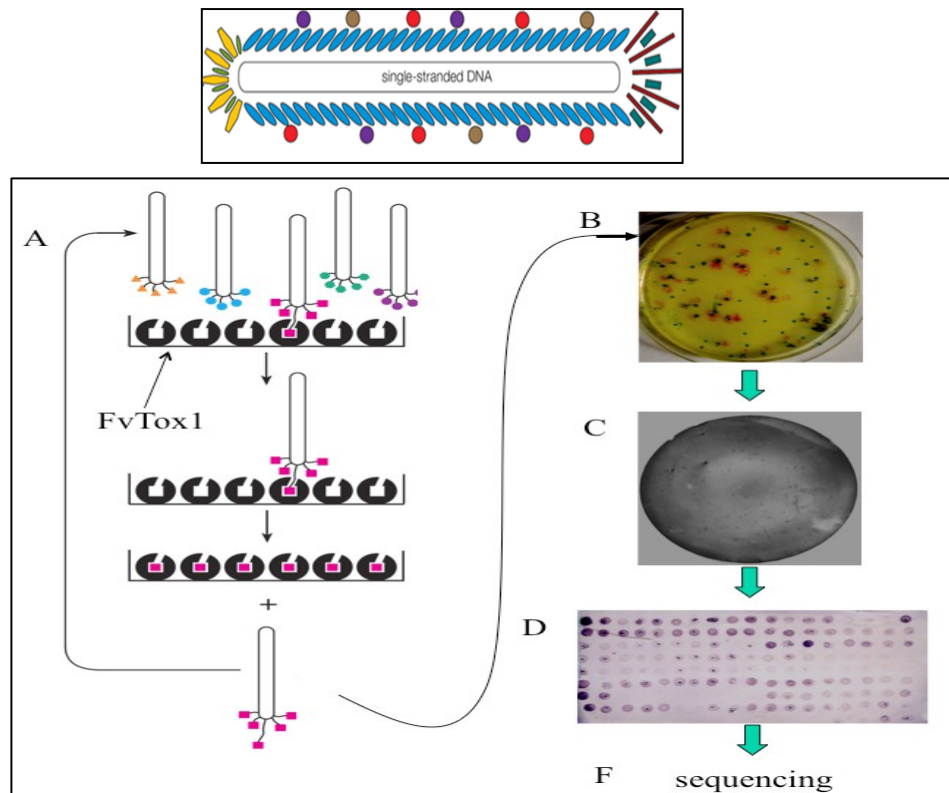 single-stranded DNA
A
B
FvTox1
C
+
D
F
sequencing